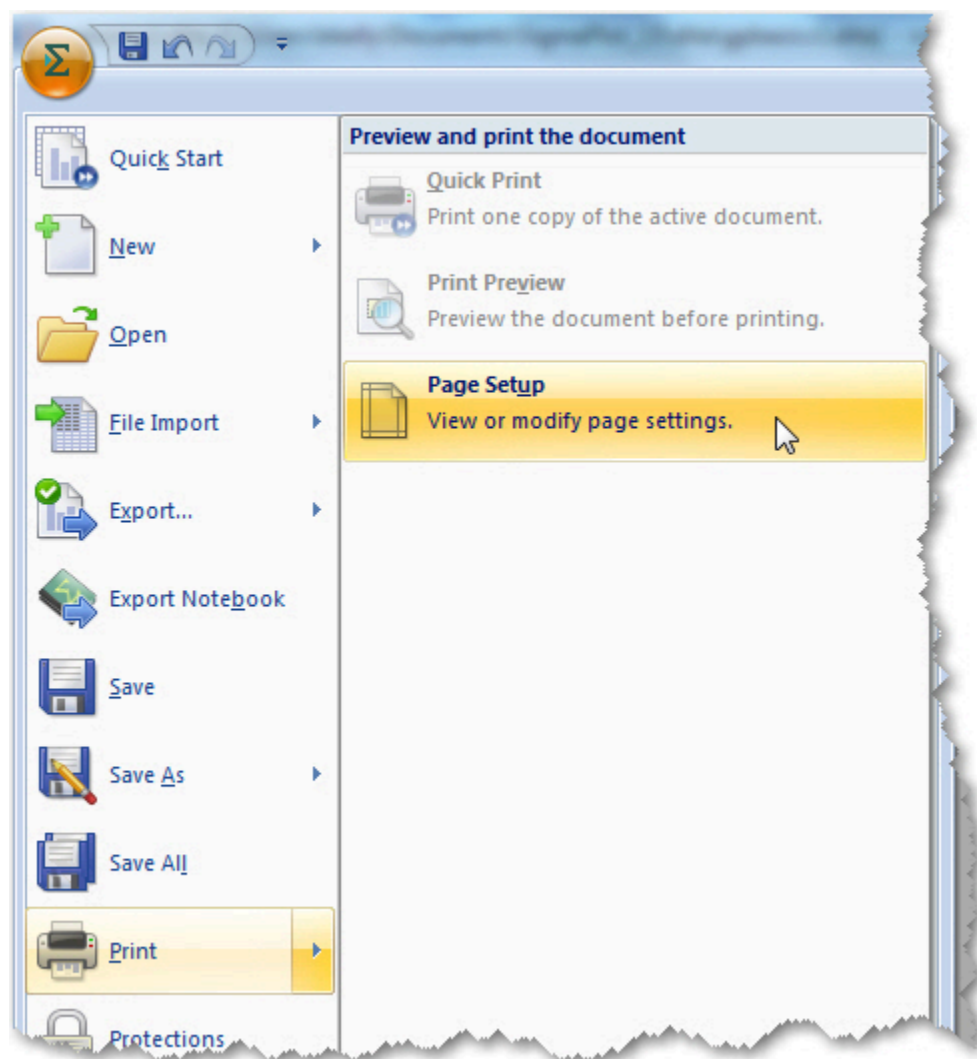 Σ
Quick Start
New
Open
File Import
Export...
Export Notebook
Save
Save As
Save All
Print
Protections
Preview and print the document
Quick Print
Print one copy of the active document.
Print Preview
Preview the document before printing.
Page Setup
View or modify page settings.